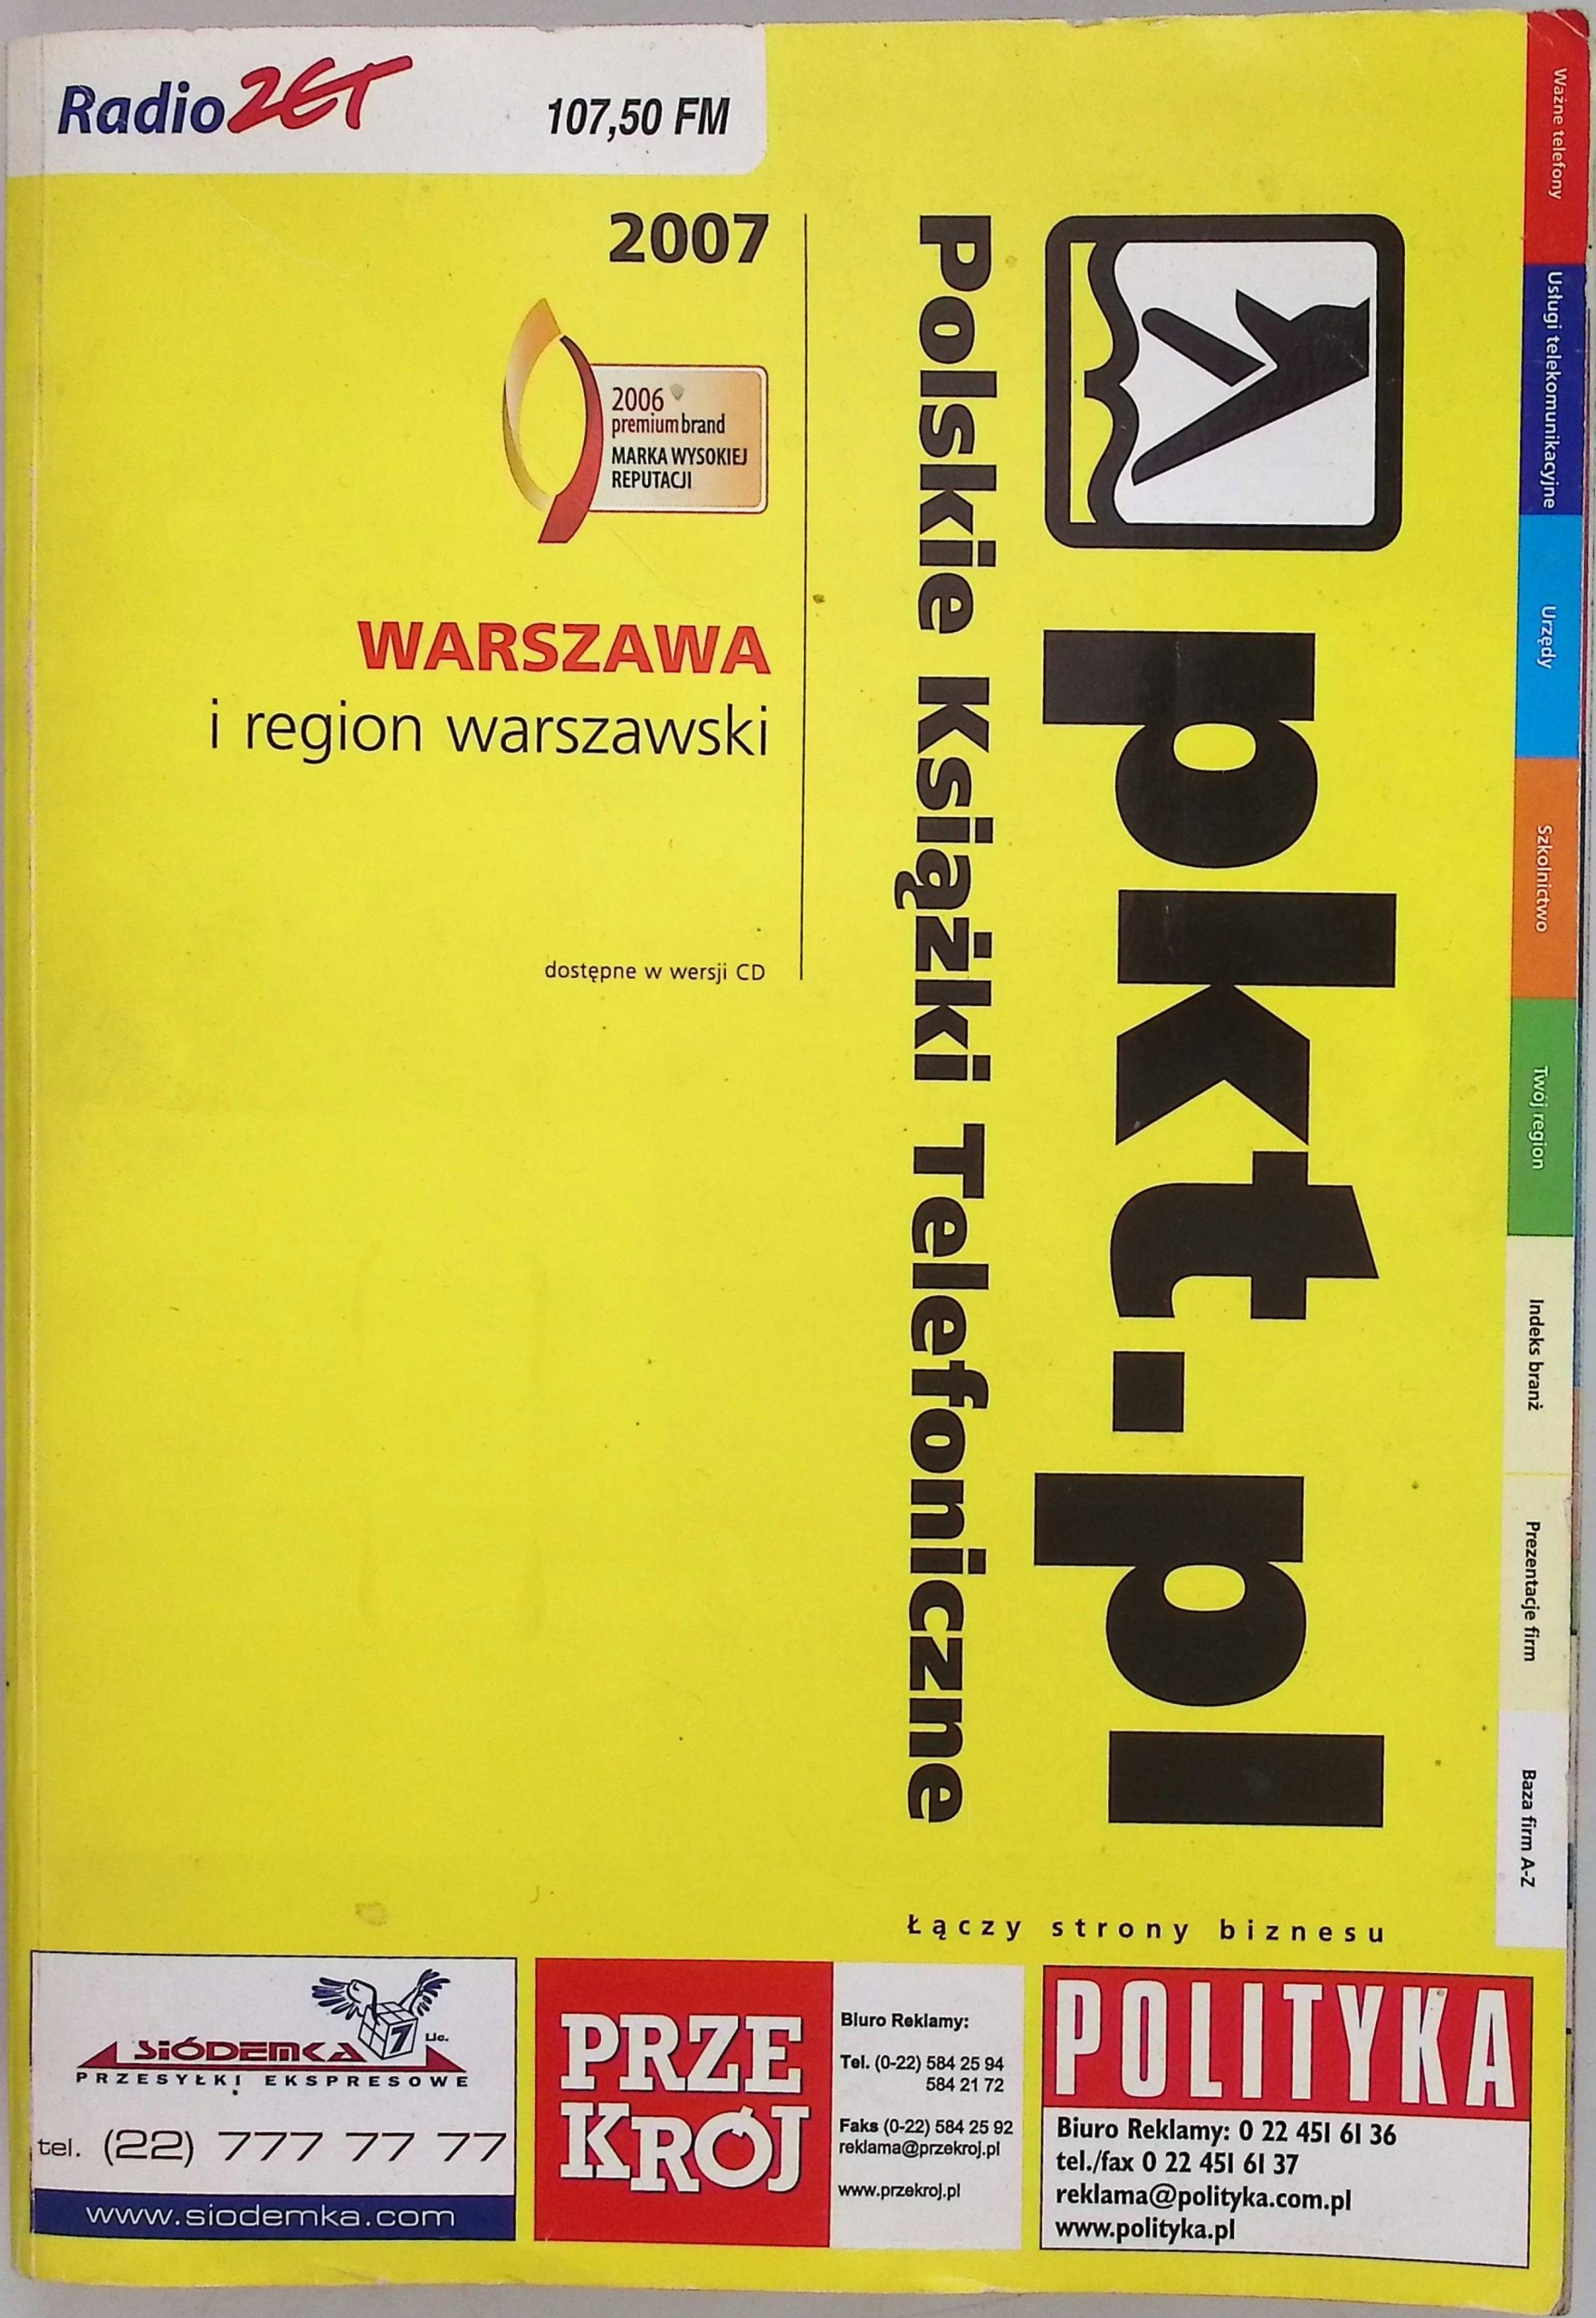 Radio ZET
107,50 FM
2007
2006
premium brand
MARKA WYSOKIEJ
REPUTACJI
WARSZAWA
i region warszawski
dostępne w wersji CD
pkt.pl
Polskie Książki Telefoniczne
Łączy strony biznesu
Ważne telefony
Usługi telekomunikacyjne
Urzędy
Szkolnictwo
Twój region
Indeks branż
Prezentacje firm
Baza firm A-Z
7
Lic.
SIÓDEMKA
PRZESYŁKI EKSPRESOWE
tel. (22) 777 77 77
www.siodemka.com
PRZE
KRÓJ
Biuro Reklamy:
Tel. (0-22) 584 25 94
584 21 72
Faks (0-22) 584 25 92
reklama@przekroj.pl
www.przekroj.pl
POLITYKA
Biuro Reklamy: 0 22 451 61 36
tel./fax 0 22 451 61 37
reklama@polityka.com.pl
www.polityka.pl